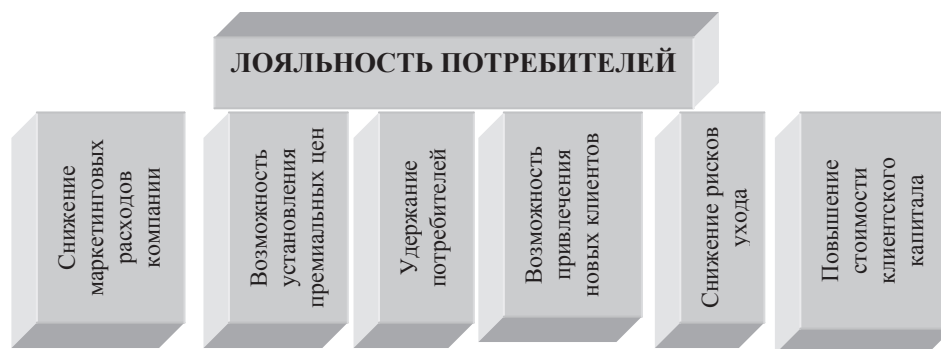 ЛОЯЛЬНОСТЬ ПОТРЕБИТЕЛЕЙ
Снижение
маркетинговых
расходов
компании
Возможность
установления
премиальных цен
Удержание
потребителей
Возможность
привлечения
новых клиентов
Снижение рисков
ухода
Повышение
стоимости
клиентского
капитала